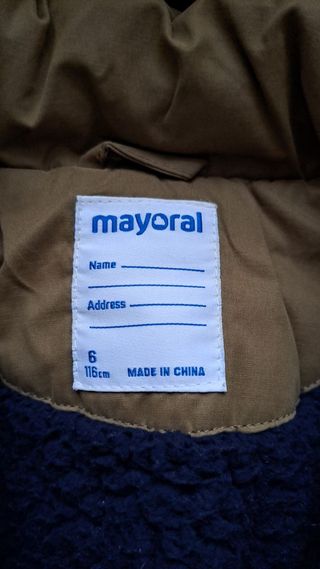 mayoral
Name
Address
6
116cm MADE IN CHINA